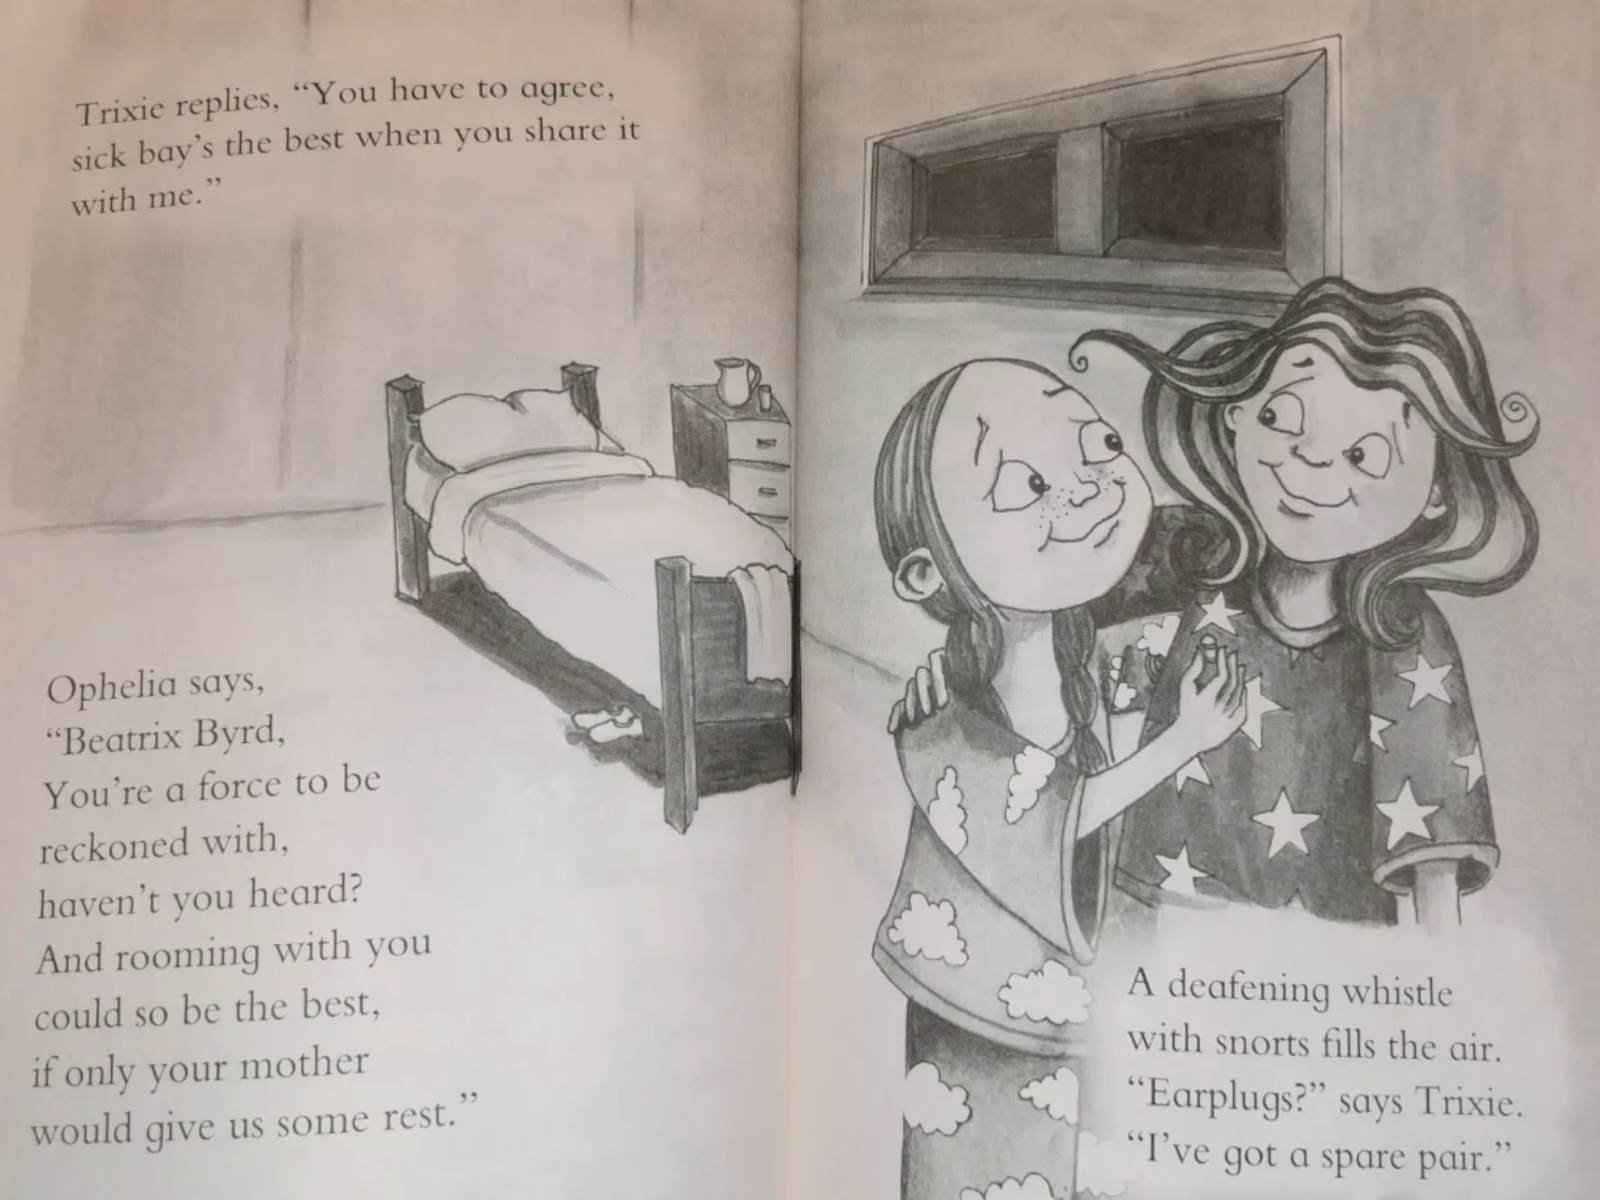 Trixie replies, “You have to agree,
sick bay’s the best when you share it
with me.”
Ophelia says,
“Beatrix Byrd,
You’re a force to be
reckoned with,
haven’t you heard?
And rooming with you
could so be the best,
if only your mother
would give us some rest.”
A deafening whistle
with snorts fills the air.
“Earplugs?” says Trixie.
“I’ve got a spare pair.”